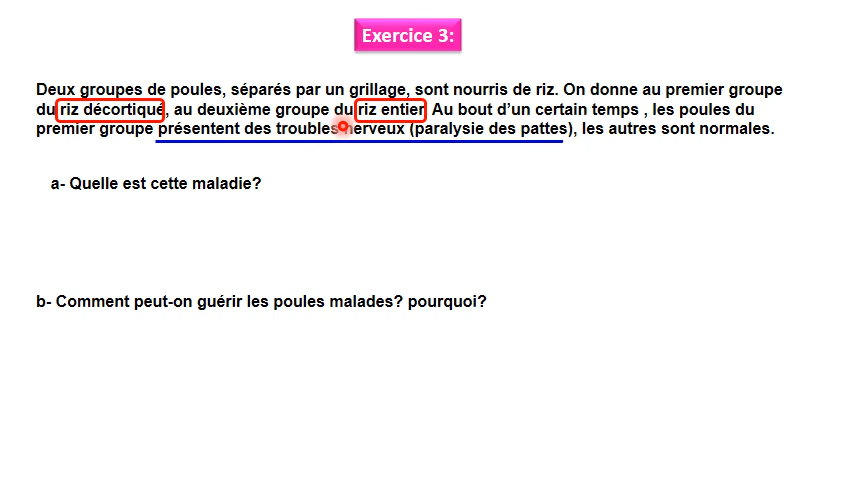 Exercice 3:
Deux groupes de poules, séparés par un grillage, sont nourris de riz. On donne au premier groupe
du riz décortiqué, au deuxième groupe du riz entier. Au bout d'un certain temps , les poules du
premier groupe présentent des troubles nerveux (paralysie des pattes), les autres sont normales.
a- Quelle est cette maladie?
b- Comment peut-on guérir les poules malades? pourquoi?